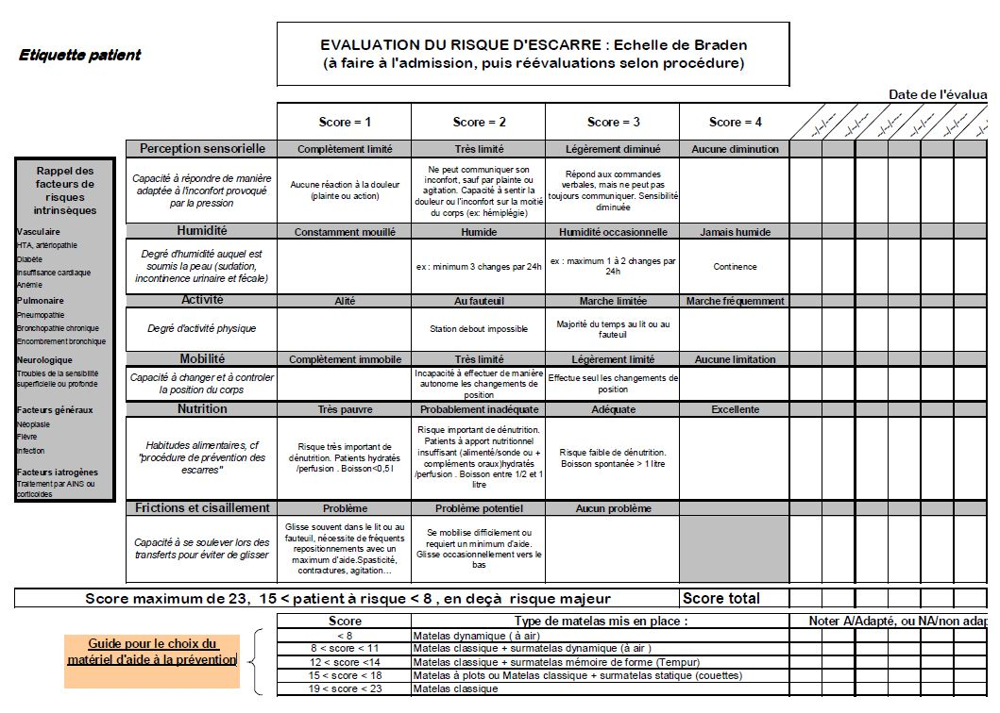 Etiquette patient
EVALUATION DU RISQUE D'ESCARRE : Echelle de Braden
(à faire à l'admission, puis réévaluations selon procédure)
Date de l'évalua
Score = 1
Score = 2
Score = 3
Score = 4
--/--/----
--/--/----
--/--/----
--/--/----
--/--/----
--/--/-
Perception sensorielle
Complètement limité
Très limité
Légèrement diminué
Aucune diminution
Capacité à répondre de manière
adaptée à l'inconfort provoqué
par la pression
Aucune réaction à la douleur
(plainte ou action)
Ne peut communiquer son
inconfort, sauf par plainte ou
agitation. Capacité à sentir la
douleur ou l'inconfort sur la moitié
du corps (ex: hémiplégie)
Répond aux commandes
verbales, mais ne peut pas
toujours communiquer. Sensibilité
diminuée
Humidité
Constamment mouillé
Humide
Humidité occasionnelle
Jamais humide
Degré d'humidité auquel est
soumis la peau (sudation,
incontinence urinaire et fécale)
ex : minimum 3 changes par 24h
ex : maximum 1 à 2 changes par
24h
Continence
Activité
Alité
Au fauteuil
Marche limitée
Marche fréquemment
Degré d'activité physique
Station debout impossible
Majorité du temps au lit ou au
fauteuil
Mobilité
Complètement immobile
Très limité
Légèrement limité
Aucune limitation
Capacité à changer et à controler
la position du corps
Incapacité à effectuer de manière
autonome les changements de
position
Effectue seul les changements de
position
Nutrition
Très pauvre
Probablement inadéquate
Adéquate
Excellente
Habitudes alimentaires, cf
"procédure de prévention des
escarres"
Risque très important de
dénutrition. Patients hydratés
/perfusion . Boisson<0,5 l
Risque important de dénutrition.
Patients à apport nutritionnel
insuffisant (alimenté/sonde ou +
compléments oraux)hydratés
/perfusion . Boisson entre 1/2 et 1
litre
Risque faible de dénutrition.
Boisson spontanée > 1 litre
Frictions et cisaillement
Problème
Problème potentiel
Aucun problème
Capacité à se soulever lors des
transferts pour éviter de glisser
Glisse souvent dans le lit ou au
fauteuil, nécessite de fréquents
repositionnements avec un
maximum d'aide.Spasticité,
contractures, agitation…
Se mobilise difficilement ou
requiert un minimum d'aide.
Glisse occasionnellement vers le
bas
Rappel des
facteurs de
risques
intrinsèques
Vasculaire
HTA, artériopathie
Diabète
Insuffisance cardiaque
Anémie
Pulmonaire
Pneumopathie
Bronchopathie chronique
Encombrement bronchique
Neurologique
Troubles de la sensibilité
superficielle ou profonde
Facteurs généraux
Néoplasie
Fièvre
Infection
Facteurs iatrogènes
Traitement par AINS ou
corticoides
Score maximum de 23, 15 < patient à risque < 8 , en deçà risque majeur
Score total
Guide pour le choix du
matériel d'aide à la prévention
Score
Type de matelas mis en place :
Noter A/Adapté, ou NA/non adap
< 8
Matelas dynamique ( à air)
8 < score < 11
Matelas classique + surmatelas dynamique (à air )
12 < score <14
Matelas classique + surmatelas mémoire de forme (Tempur)
15 < score < 18
Matelas à plots ou Matelas classique + surmatelas statique (couettes)
19 < score < 23
Matelas classique